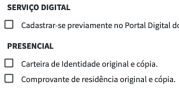 SERVIÇO DIGITAL
Cadastrar-se previamente no Portal Digital do
PRESENCIAL
Carteira de Identidade original e cópia.
Comprovante de residência original e cópia.